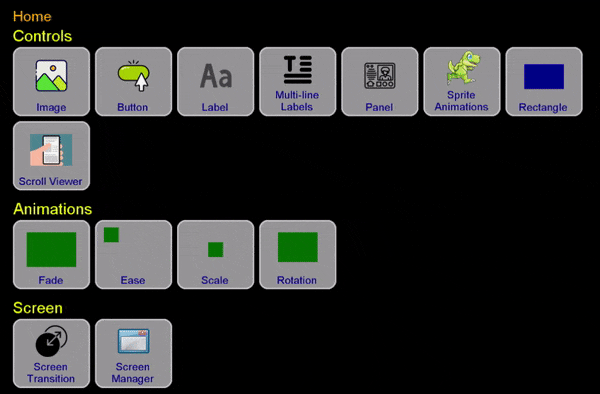 Home
Controls
Image
Button
Aa
Label
T
Multi-line
Labels
Panel
Sprite
Animations
Rectangle
Scroll Viewer
Animations
Fade
Ease
Scale
Rotation
Screen
Screen
Transition
Screen
Manager